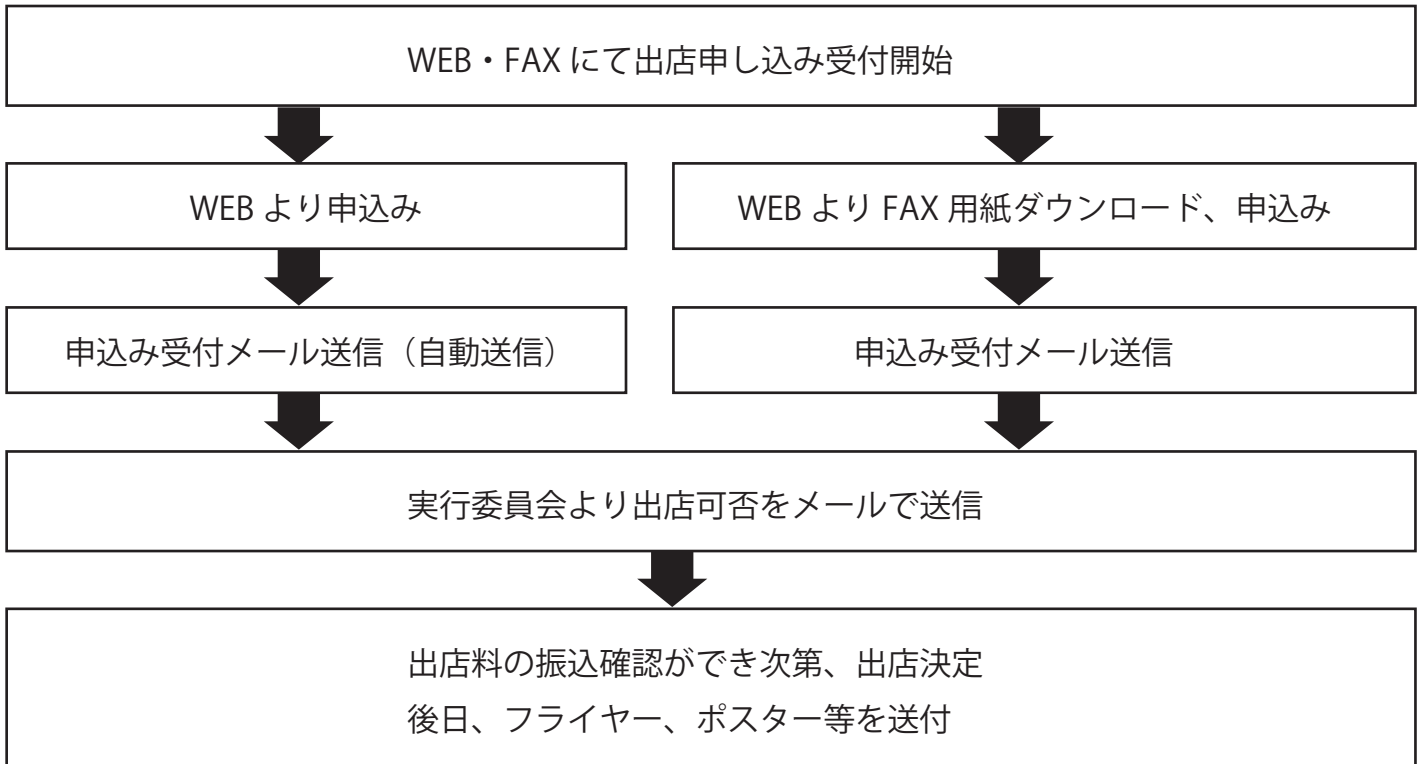 WEB・FAX にて出店申し込み受付開始
WEB より申込み
WEB より FAX 用紙ダウンロード、申込み
申込み受付メール送信（自動送信）
申込み受付メール送信
実行委員会より出店可否をメールで送信
出店料の振込確認ができ次第、出店決定
後日、フライヤー、ポスター等を送付